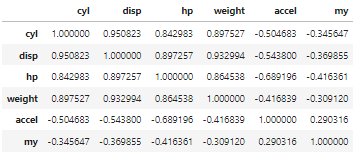 cyl disp hp weight accel my
cyl 1.000000 0.950823 0.842983 0.897527 -0.504683 -0.345647
disp 0.950823 1.000000 0.897257 0.932994 -0.543800 -0.369855
hp 0.842983 0.897257 1.000000 0.864538 -0.689196 -0.416361
weight 0.897527 0.932994 0.864538 1.000000 -0.416839 -0.309120
accel -0.504683 -0.543800 -0.689196 -0.416839 1.000000 0.290316
my -0.345647 -0.369855 -0.416361 -0.309120 0.290316 1.000000